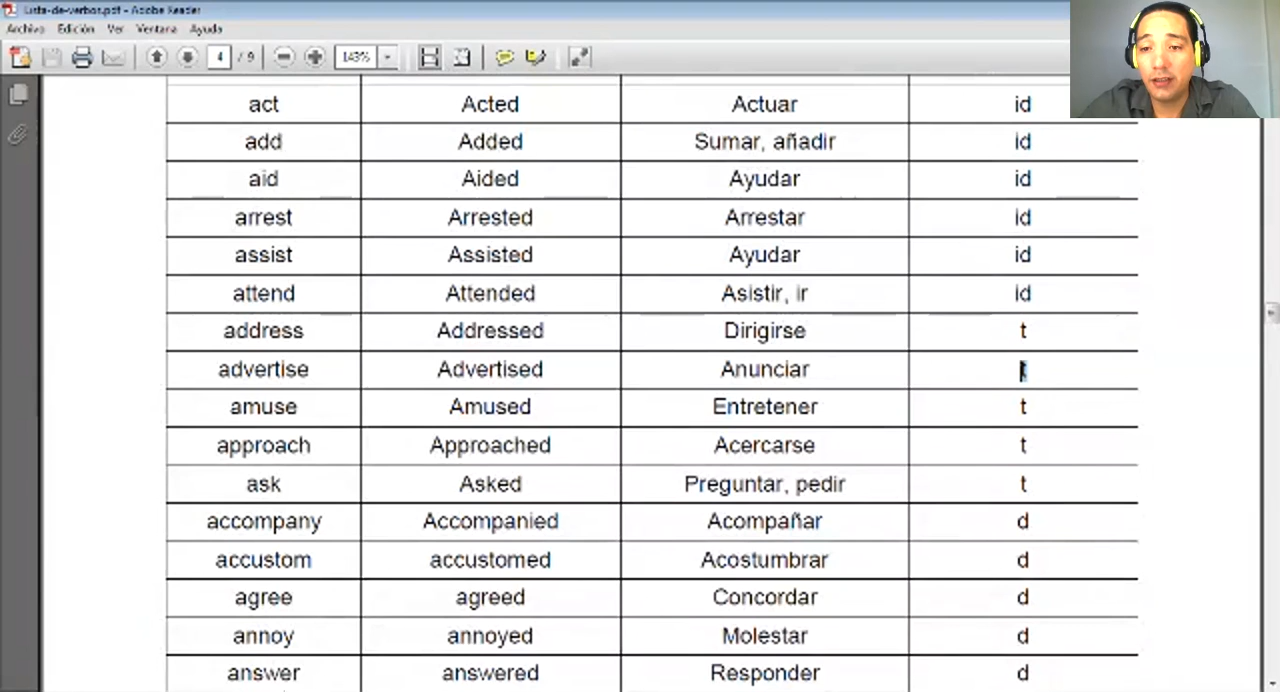 Lista-de-verbos.pdf - Adobe Reader
Archivo Edición Ver Ventana Ayuda
4 / 9 143%
act Acted Actuar id
add Added Sumar, añadir id
aid Aided Ayudar id
arrest Arrested Arrestar id
assist Assisted Ayudar id
attend Attended Asistir, ir id
address Addressed Dirigirse t
advertise Advertised Anunciar
amuse Amused Entretener t
approach Approached Acercarse t
ask Asked Preguntar, pedir t
accompany Accompanied Acompañar d
accustom accustomed Acostumbrar d
agree agreed Concordar d
annoy annoyed Molestar d
answer answered Responder d